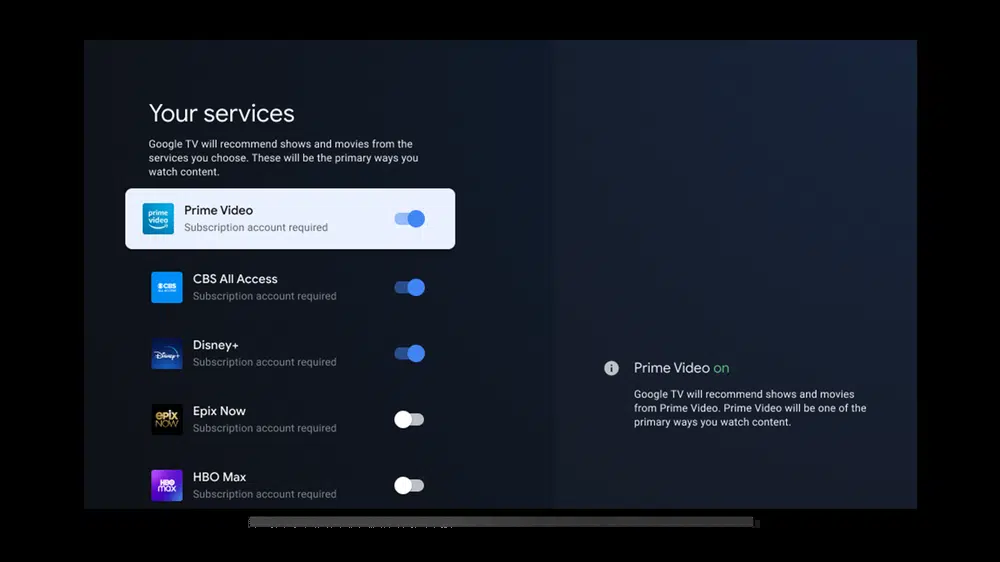 Your services
Google TV will recommend shows and movies from the
services you choose. These will be the primary ways you
watch content.
prime
video
Prime Video
Subscription account required
CBS
CBS All Access
Subscription account required
Disney+
Disney+
Subscription account required
epix
NOW
Epix Now
Subscription account required
HBO
max
HBO Max
Subscription account required
Prime Video on
Google TV will recommend shows and movies
from Prime Video. Prime Video will be one of the
primary ways you watch content.